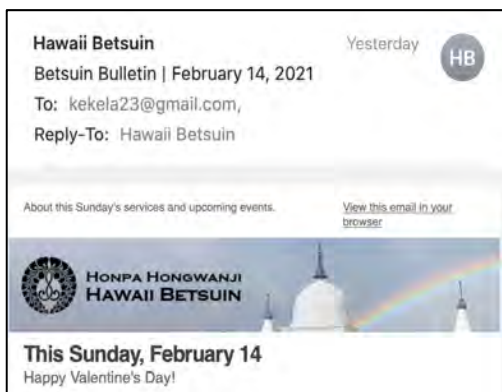 Hawaii Betsuin
Yesterday
HB
Betsuin Bulletin | February 14, 2021
To: kekela23@gmail.com,
Reply-To: Hawaii Betsuin
About this Sunday's services and upcoming events.
View this email in your
browser
HONPA HONGWANJI
HAWAII BETSUIN
This Sunday, February 14
Happy Valentine's Day!